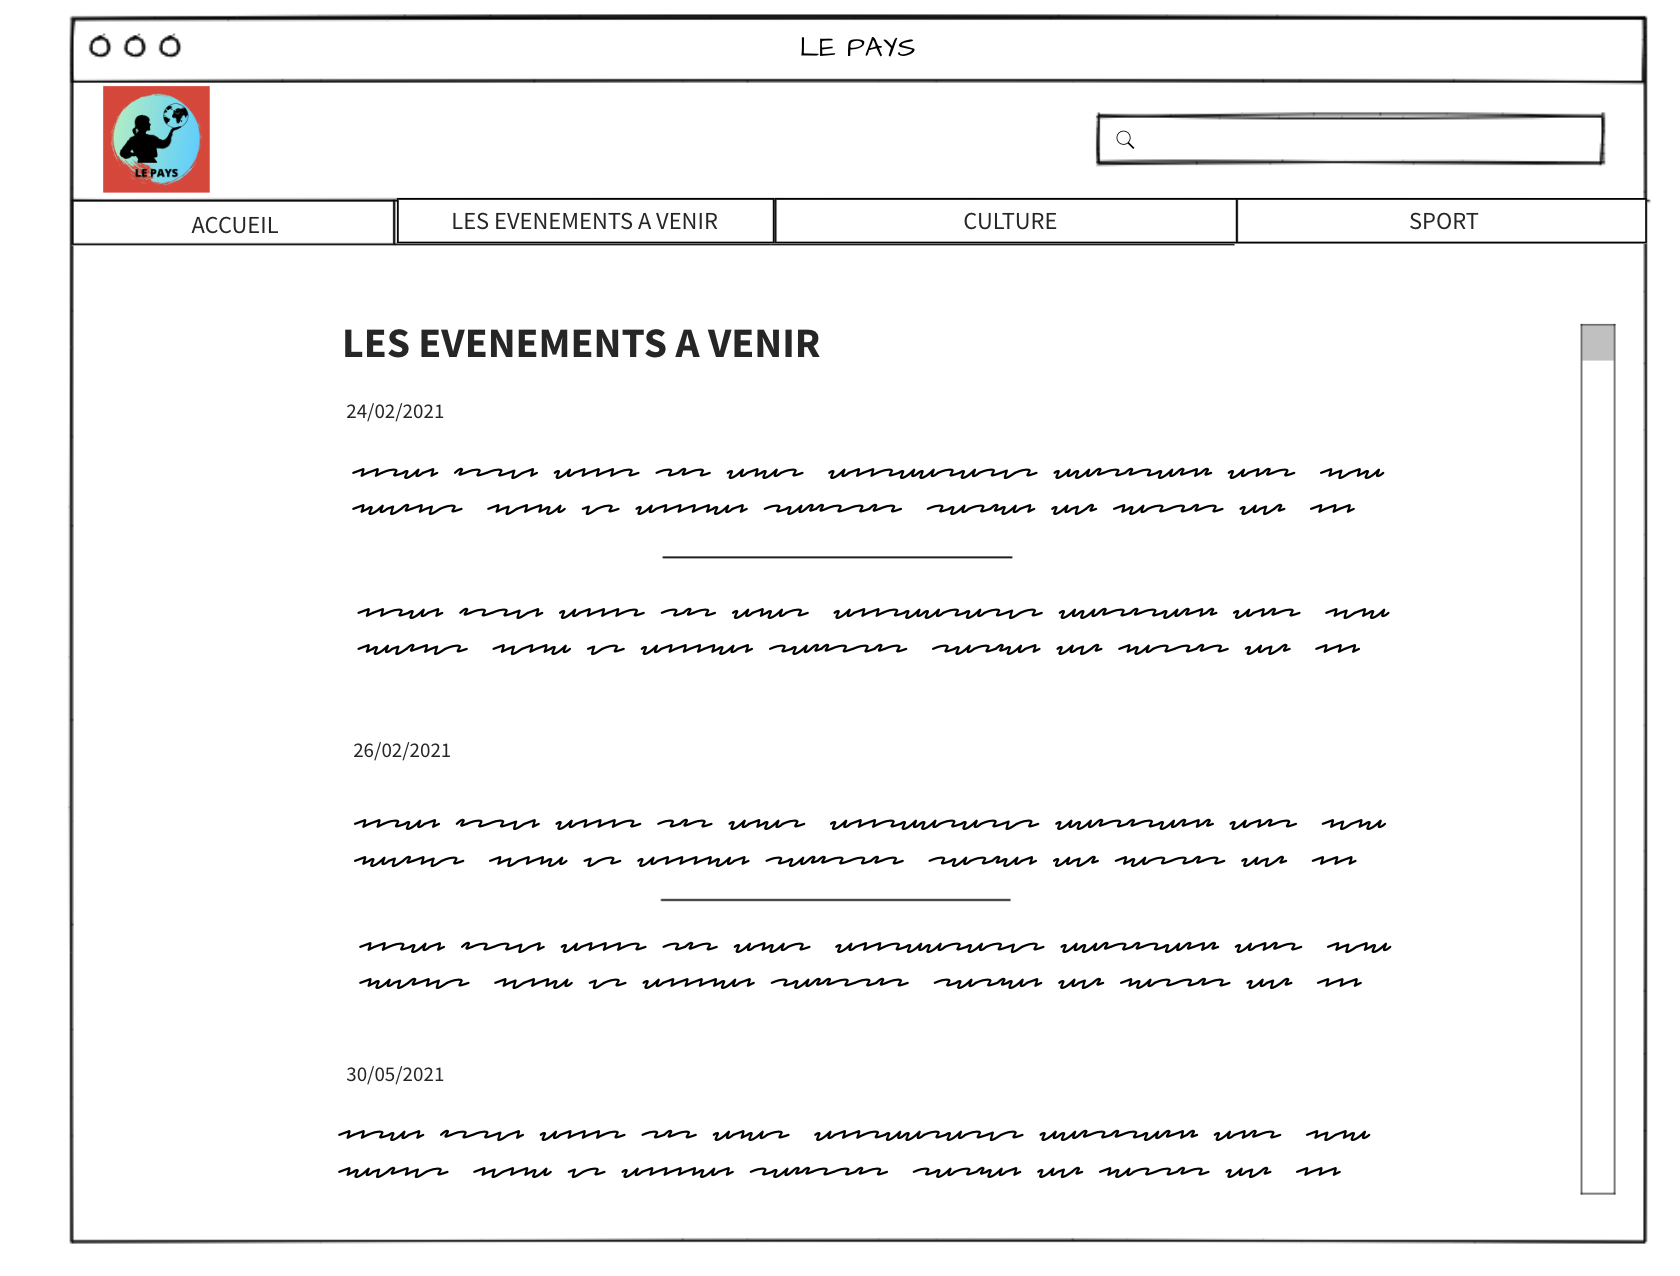 LE PAYS
LE PAYS
ACCUEIL
LES EVENEMENTS A VENIR
CULTURE
SPORT
LES EVENEMENTS A VENIR
24/02/2021
26/02/2021
30/05/2021